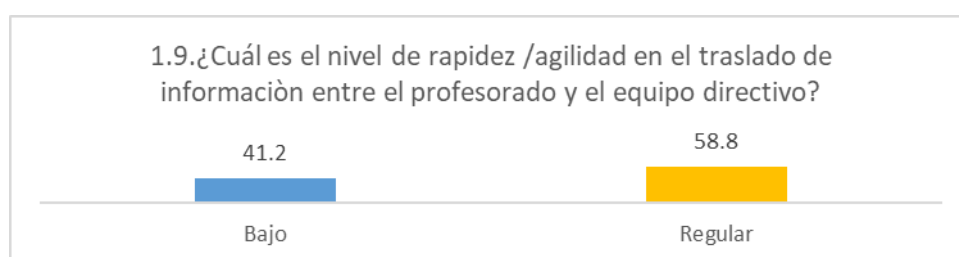 1.9.¿Cuál es el nivel de rapidez /agilidad en el traslado de
informaciòn entre el profesorado y el equipo directivo?
41.2
58.8
Bajo
Regular